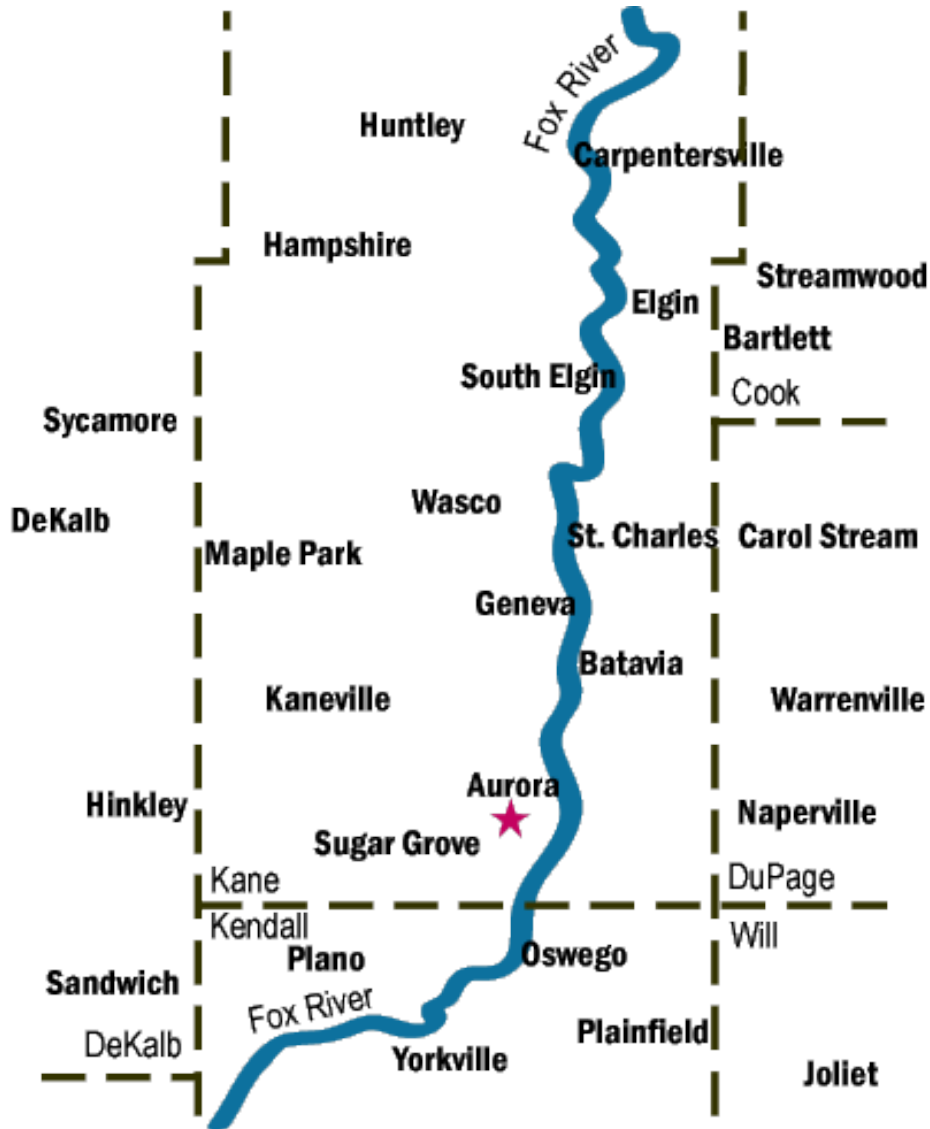 Fox River
Huntley
Carpentersville
Hampshire
Streamwood
Elgin
Bartlett
South Elgin
Cook
Sycamore
Wasco
DeKalb
St. Charles
Carol Stream
Maple Park
Geneva
Batavia
Kaneville
Warrenville
Aurora
Hinkley
Naperville
Sugar Grove
Kane
DuPage
Kendall
Will
Plano
Oswego
Sandwich
Fox River
Plainfield
DeKalb
Yorkville
Joliet